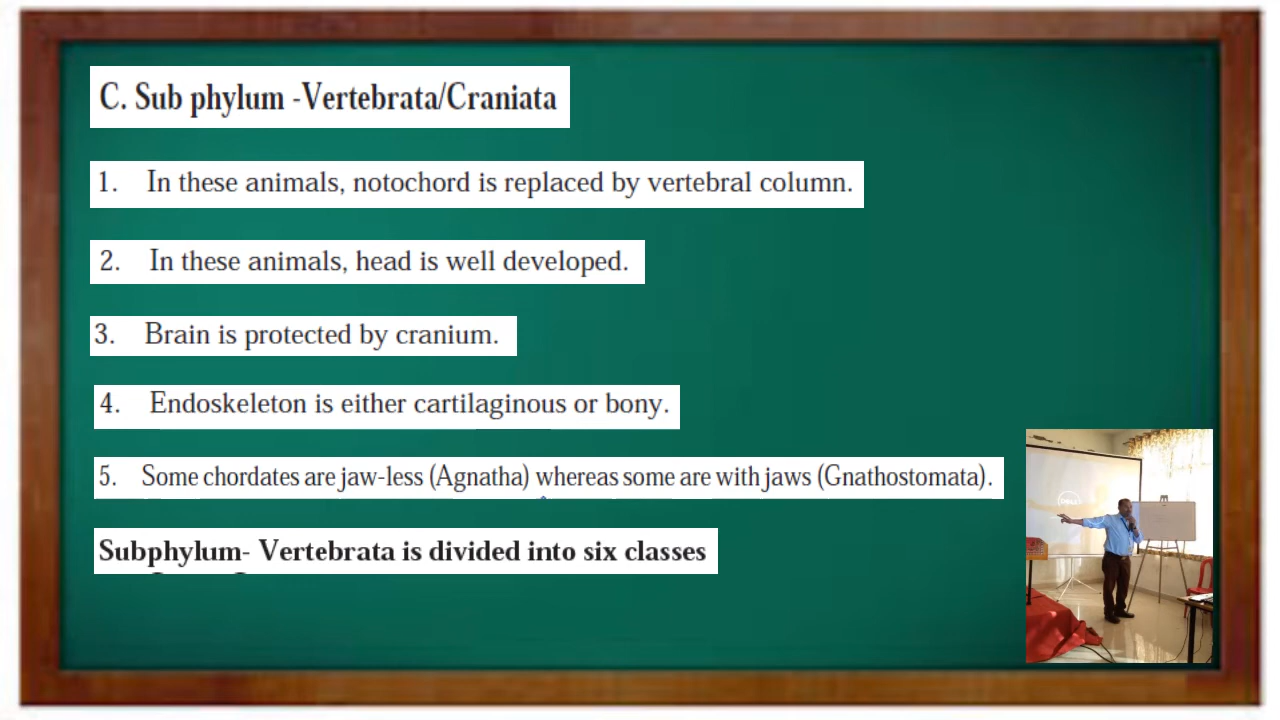 C. Sub phylum -Vertebrata/Craniata
1. In these animals, notochord is replaced by vertebral column.
2. In these animals, head is well developed.
3. Brain is protected by cranium.
4. Endoskeleton is either cartilaginous or bony.
5. Some chordates are jaw-less (Agnatha) whereas some are with jaws (Gnathostomata).
Subphylum- Vertebrata is divided into six classes